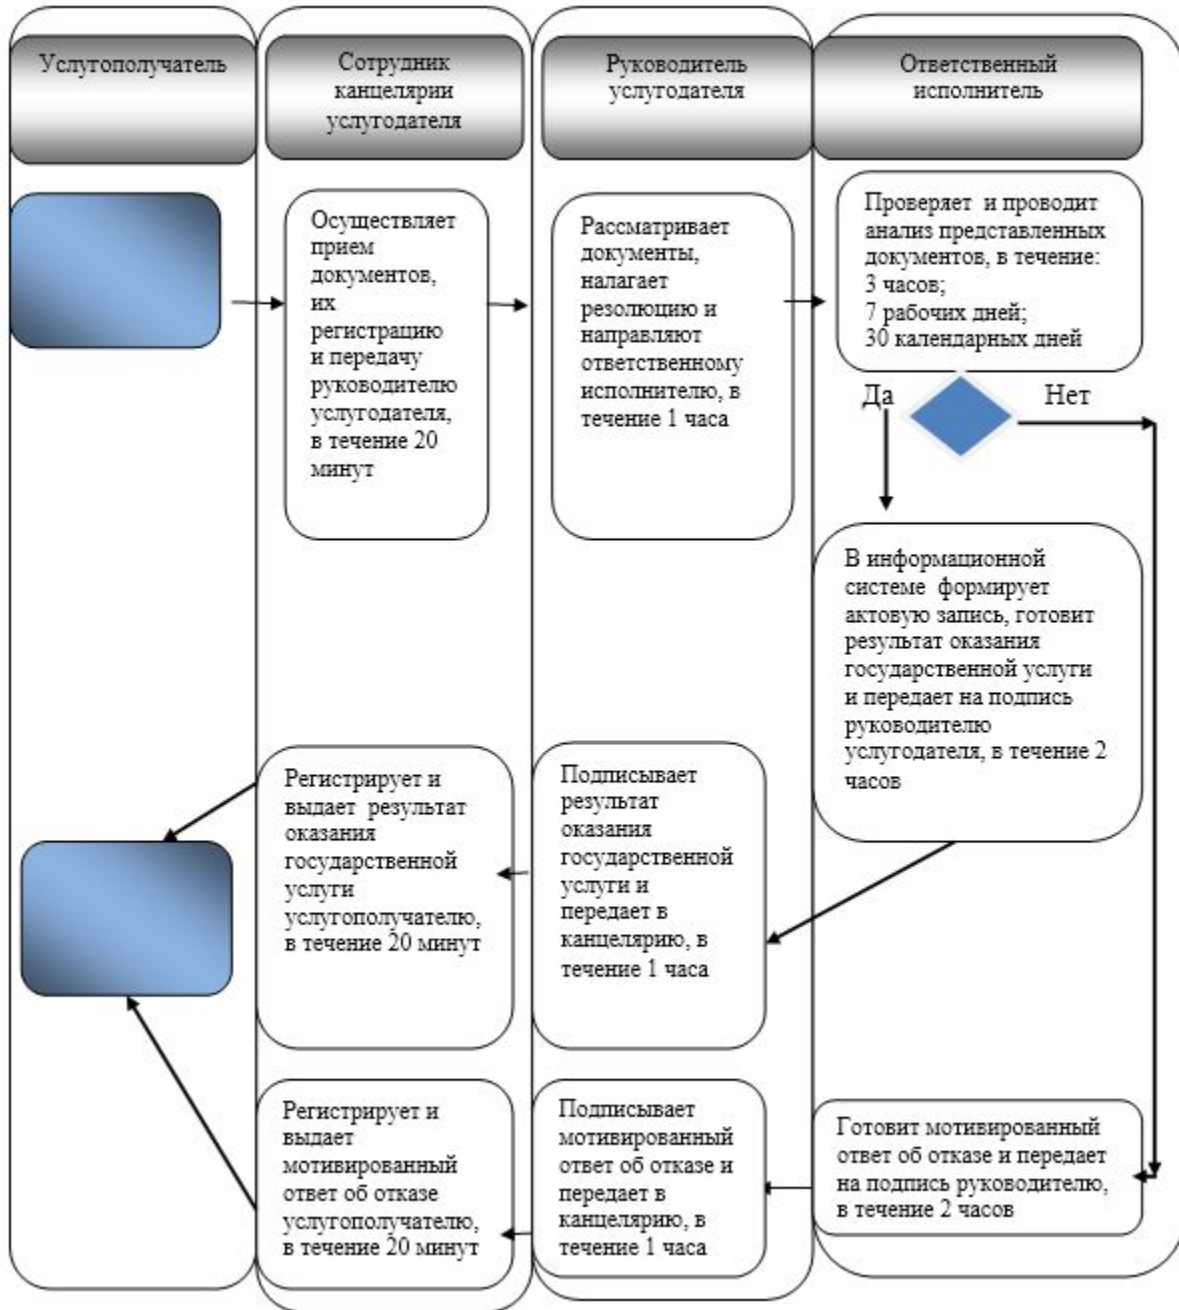 Услугополучатель
Сотрудник
канцелярии
услугодателя
Руководитель
услугодателя
Ответственный
исполнитель
Осуществляет
прием
документов,
их
регистрацию
и передачу
руководителю
услугодателя,
в течение 20
минут
Рассматривает
документы,
налагает
резолюцию и
направляют
ответственному
исполнителю, в
течение 1 часа
Проверяет и проводит
анализ представленных
документов, в течение:
3 часов;
7 рабочих дней;
30 календарных дней
Да
Нет
В информационной
системе формирует
актовую запись, готовит
результат оказания
государственной услуги
и передает на подпись
руководителю
услугодателя, в течение 2
часов
Подписывает
результат
оказания
государственной
услуги и
передает в
канцелярию, в
течение 1 часа
Регистрирует и
выдает результат
оказания
государственной
услуги
услугополучателю,
в течение 20 минут
Готовит мотивированный
ответ об отказе и передает
на подпись руководителю,
в течение 2 часов
Подписывает
мотивированный
ответ об отказе и
передает в
канцелярию, в
течение 1 часа
Регистрирует и
выдает
мотивированный
ответ об отказе
услугополучателю,
в течение 20 минут